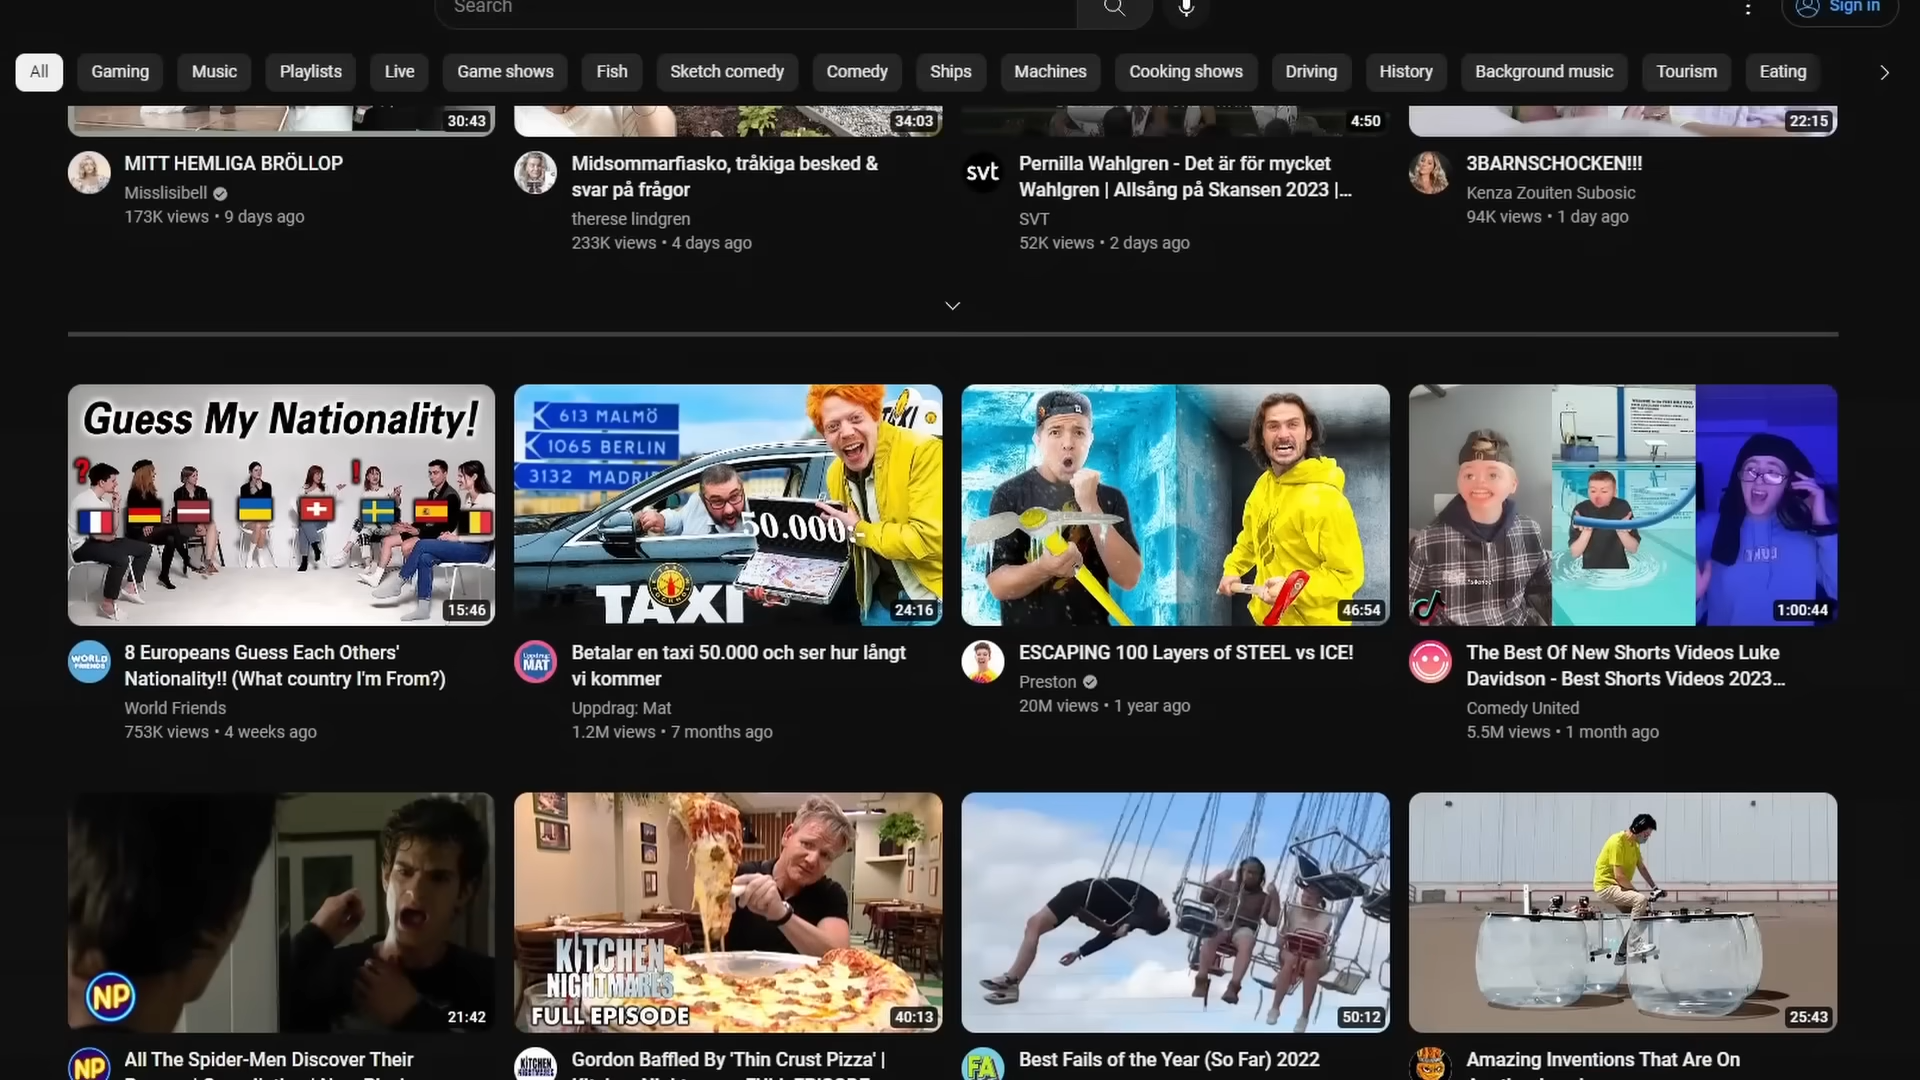 Search
Sign in
All
Gaming
Music
Playlists
Live
Game shows
Fish
Sketch comedy
Comedy
Ships
Machines
Cooking shows
Driving
History
Background music
Tourism
Eating
30:43
34:03
4:50
22:15
MITT HEMLIGA BRÖLLOP
Misslisibell
173K views • 9 days ago
Midsommarfiasko, tråkiga besked &
svar på frågor
therese lindgren
233K views • 4 days ago
svt
Pernilla Wahlgren - Det är för mycket
Wahlgren | Allsång på Skansen 2023 |...
SVT
52K views • 2 days ago
3BARNSCHOCKEN!!!
Kenza Zouiten Subosic
94K views • 1 day ago
Guess My Nationality!
?
!
15:46
613 MALMÖ
1065 BERLIN
3132 MADRI
TAXI
50.000:-
TAXI
24:16
46:54
1:00:44
WORLD
FRIENDS
8 Europeans Guess Each Others'
Nationality!! (What country I'm From?)
World Friends
753K views • 4 weeks ago
Uppdrag:
MAT
Betalar en taxi 50.000 och ser hur långt
vi kommer
Uppdrag: Mat
1.2M views • 7 months ago
ESCAPING 100 Layers of STEEL vs ICE!
Preston
20M views • 1 year ago
The Best Of New Shorts Videos Luke
Davidson - Best Shorts Videos 2023...
Comedy United
5.5M views • 1 month ago
NP
21:42
KITCHEN
NIGHTMARES
FULL EPISODE
40:13
50:12
25:43
NP
All The Spider-Men Discover Their
KITCHEN
NIGHTMARES
Gordon Baffled By 'Thin Crust Pizza' |
FA
Best Fails of the Year (So Far) 2022
Amazing Inventions That Are On